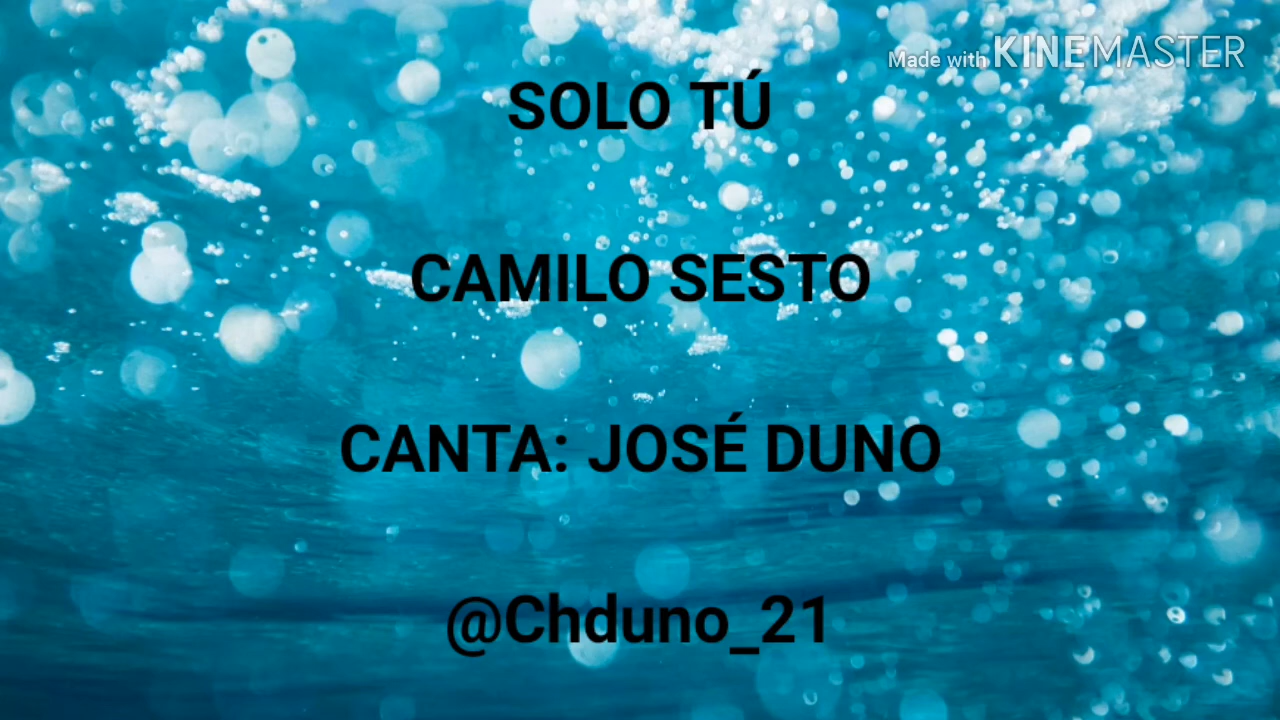 Made with KINEMASTER
SOLO TÚ
CAMILO SESTO
CANTA: JOSÉ DUNO
@Chduno_21